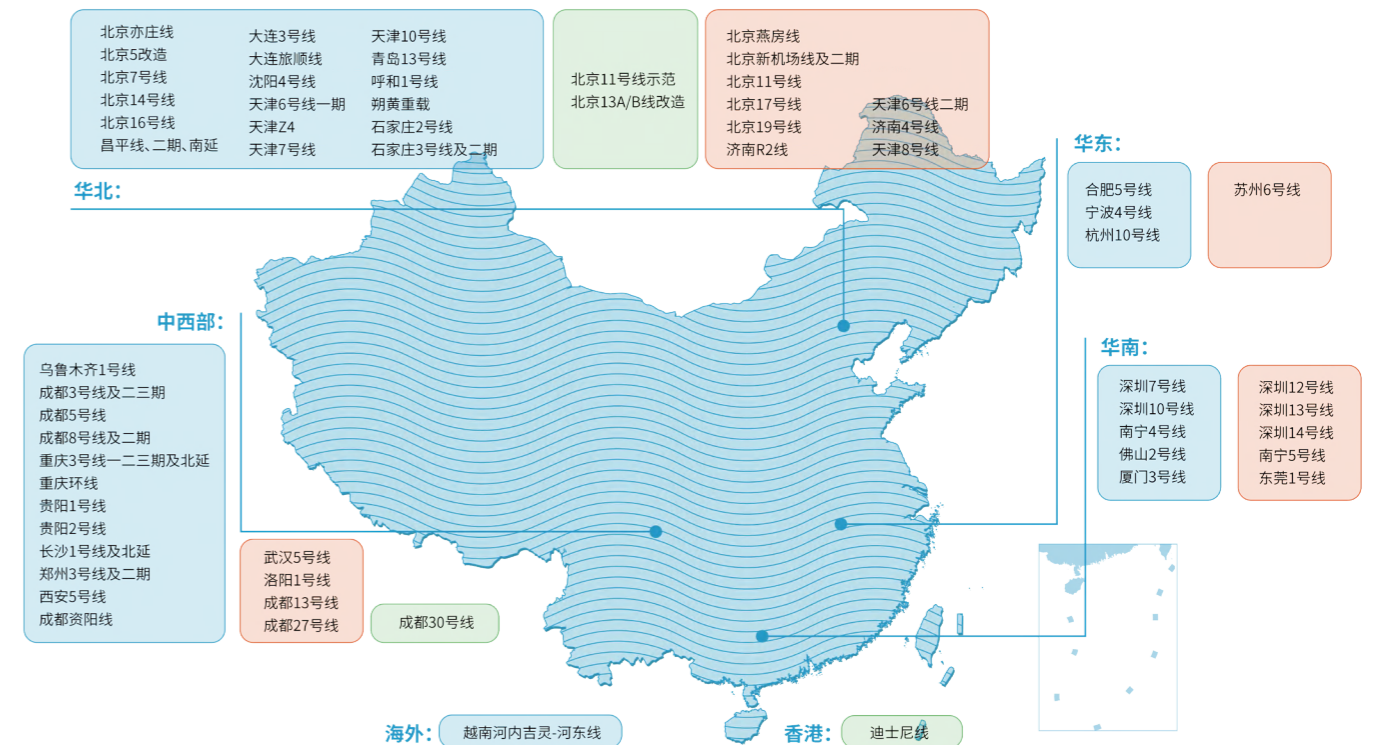 北京亦庄线
北京5改造
北京7号线
北京14号线
北京16号线
昌平线、二期、南延
大连3号线
大连旅顺线
沈阳4号线
天津6号线一期
天津Z4
天津7号线
天津10号线
青岛13号线
呼和1号线
朔黄重载
石家庄2号线
石家庄3号线及二期
北京11号线示范
北京13A/B线改造
北京燕房线
北京新机场线及二期
北京11号线
北京17号线
北京19号线
济南R2线
天津6号线二期
济南4号线
天津8号线
华北：
华东：
合肥5号线
宁波4号线
杭州10号线
苏州6号线
中西部：
乌鲁木齐1号线
成都3号线及二三期
成都5号线
成都8号线及二期
重庆3号线一二三期及北延
重庆环线
贵阳1号线
贵阳2号线
长沙1号线及北延
郑州3号线及二期
西安5号线
成都资阳线
武汉5号线
洛阳1号线
成都13号线
成都27号线
成都30号线
华南：
深圳7号线
深圳10号线
南宁4号线
佛山2号线
厦门3号线
深圳12号线
深圳13号线
深圳14号线
南宁5号线
东莞1号线
海外：
越南河内吉灵-河东线
香港：
迪士尼线